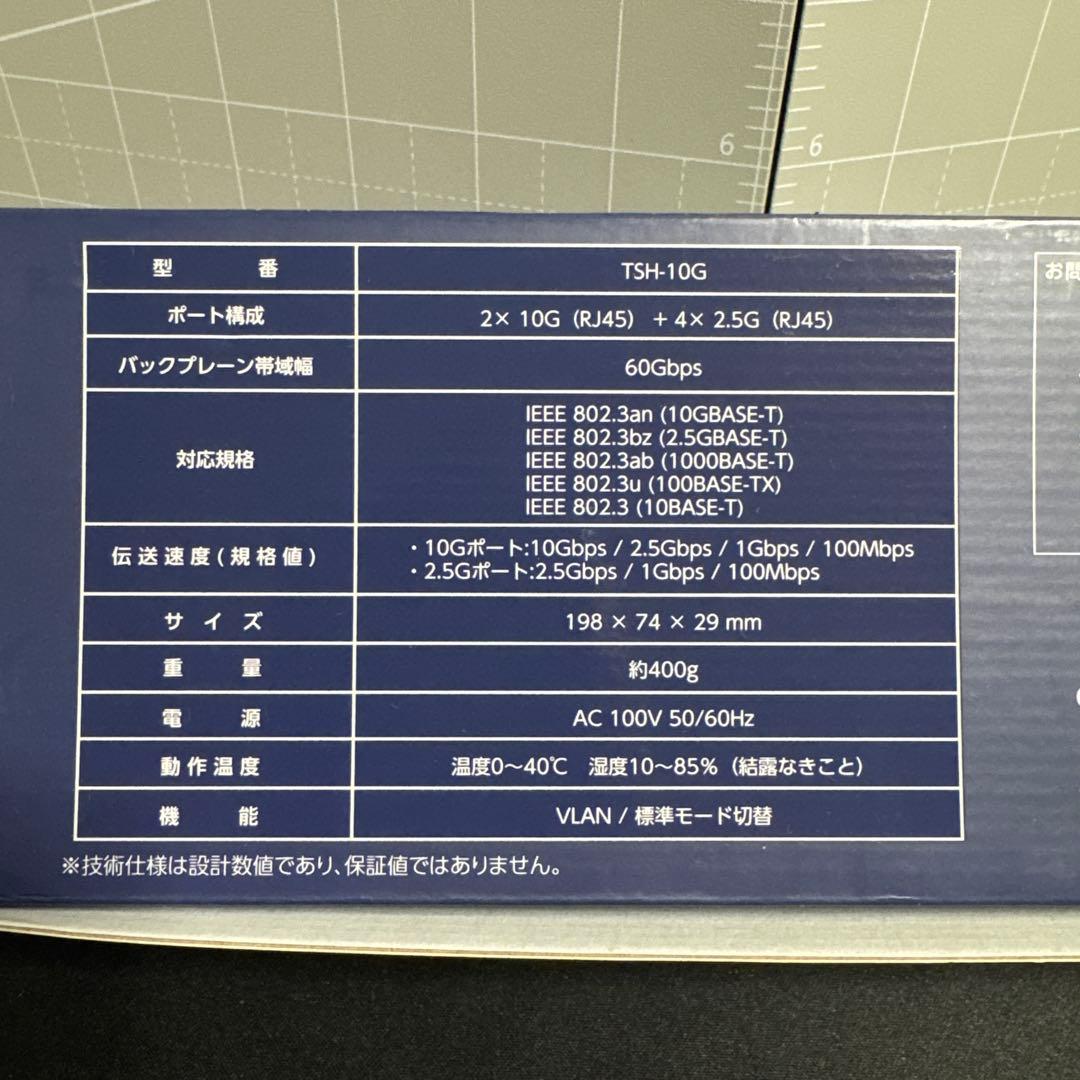 6
6
型 番 TSH-10G
ポート構成 2× 10G (RJ45) + 4× 2.5G (RJ45)
バックプレーン帯域幅 60Gbps
対応規格
IEEE 802.3an (10GBASE-T)
IEEE 802.3bz (2.5GBASE-T)
IEEE 802.3ab (1000BASE-T)
IEEE 802.3u (100BASE-TX)
IEEE 802.3 (10BASE-T)
伝送速度(規格値)
・10Gポート:10Gbps / 2.5Gbps / 1Gbps / 100Mbps
・2.5Gポート:2.5Gbps / 1Gbps / 100Mbps
サイズ 198 × 74 × 29 mm
重 量 約400g
電 源 AC 100V 50/60Hz
動作温度 温度0〜40℃ 湿度10〜85% (結露なきこと)
機 能 VLAN / 標準モード切替
※技術仕様は設計数値であり、保証値ではありません。
お問